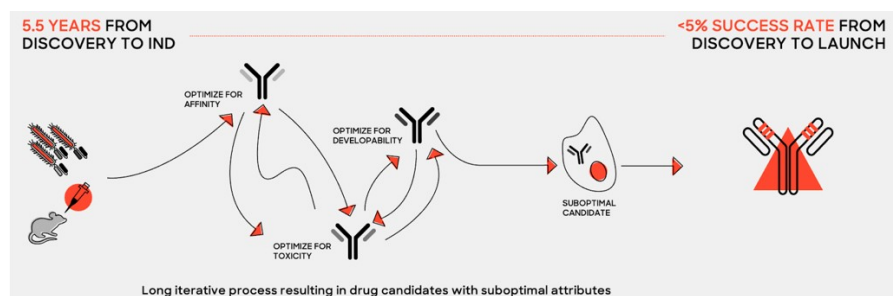 5.5 YEARS FROM
DISCOVERY TO IND
<5% SUCCESS RATE FROM
DISCOVERY TO LAUNCH
OPTIMIZE FOR
AFFINITY
OPTIMIZE FOR
DEVELOPABILITY
OPTIMIZE FOR
TOXICITY
SUBOPTIMAL
CANDIDATE
Long iterative process resulting in drug candidates with suboptimal attributes